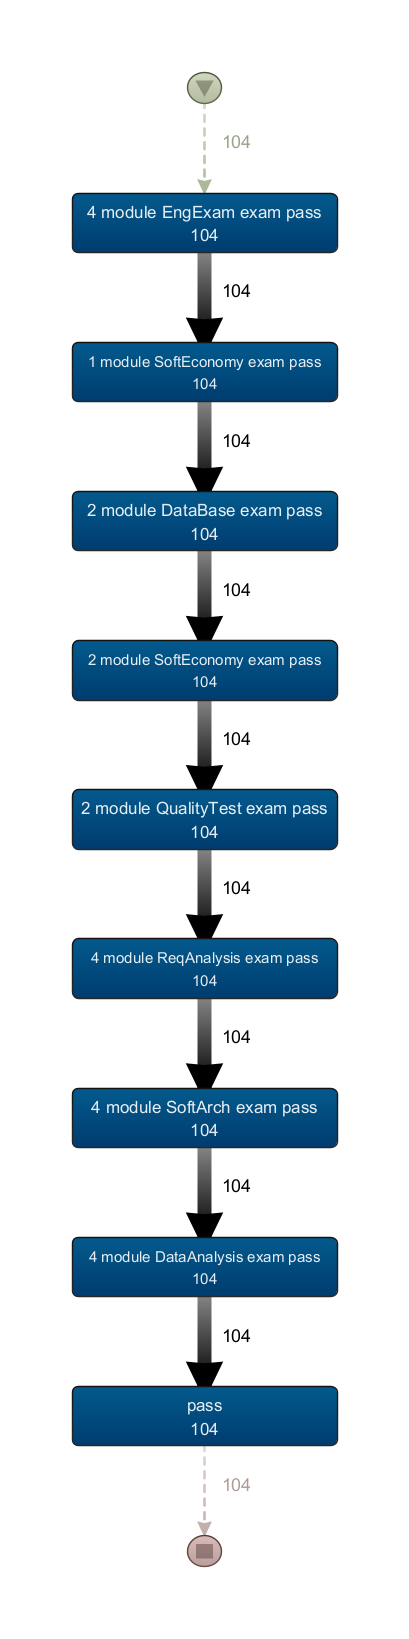 104
4 module EngExam exam pass
104
104
1 module SoftEconomy exam pass
104
104
2 module DataBase exam pass
104
104
2 module SoftEconomy exam pass
104
104
2 module QualityTest exam pass
104
104
4 module ReqAnalysis exam pass
104
104
4 module SoftArch exam pass
104
104
4 module DataAnalysis exam pass
104
104
pass
104
104